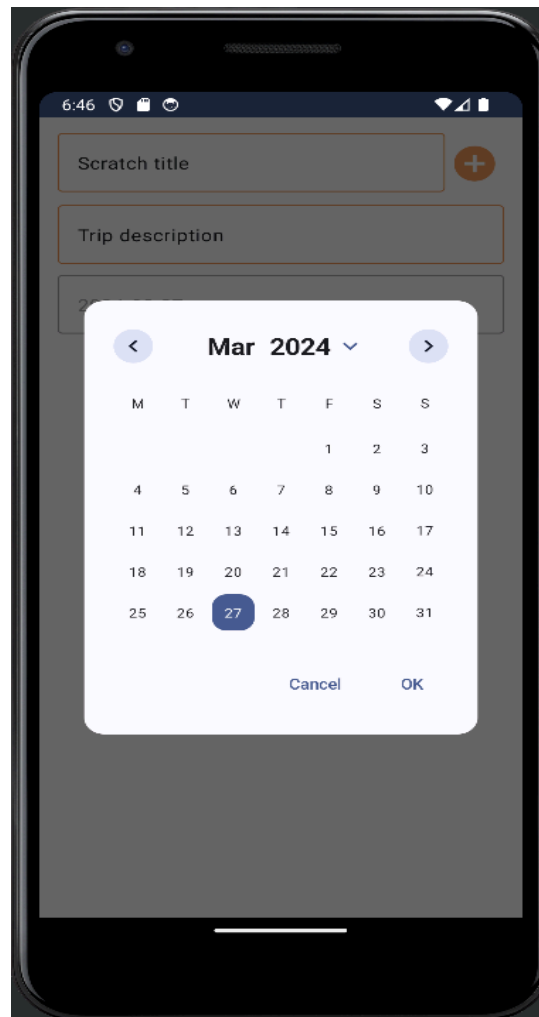 6:46
Scratch title
Trip description
Mar 2024
M T W T F S S
1 2 3
4 5 6 7 8 9 10
11 12 13 14 15 16 17
18 19 20 21 22 23 24
25 26 27 28 29 30 31
Cancel OK